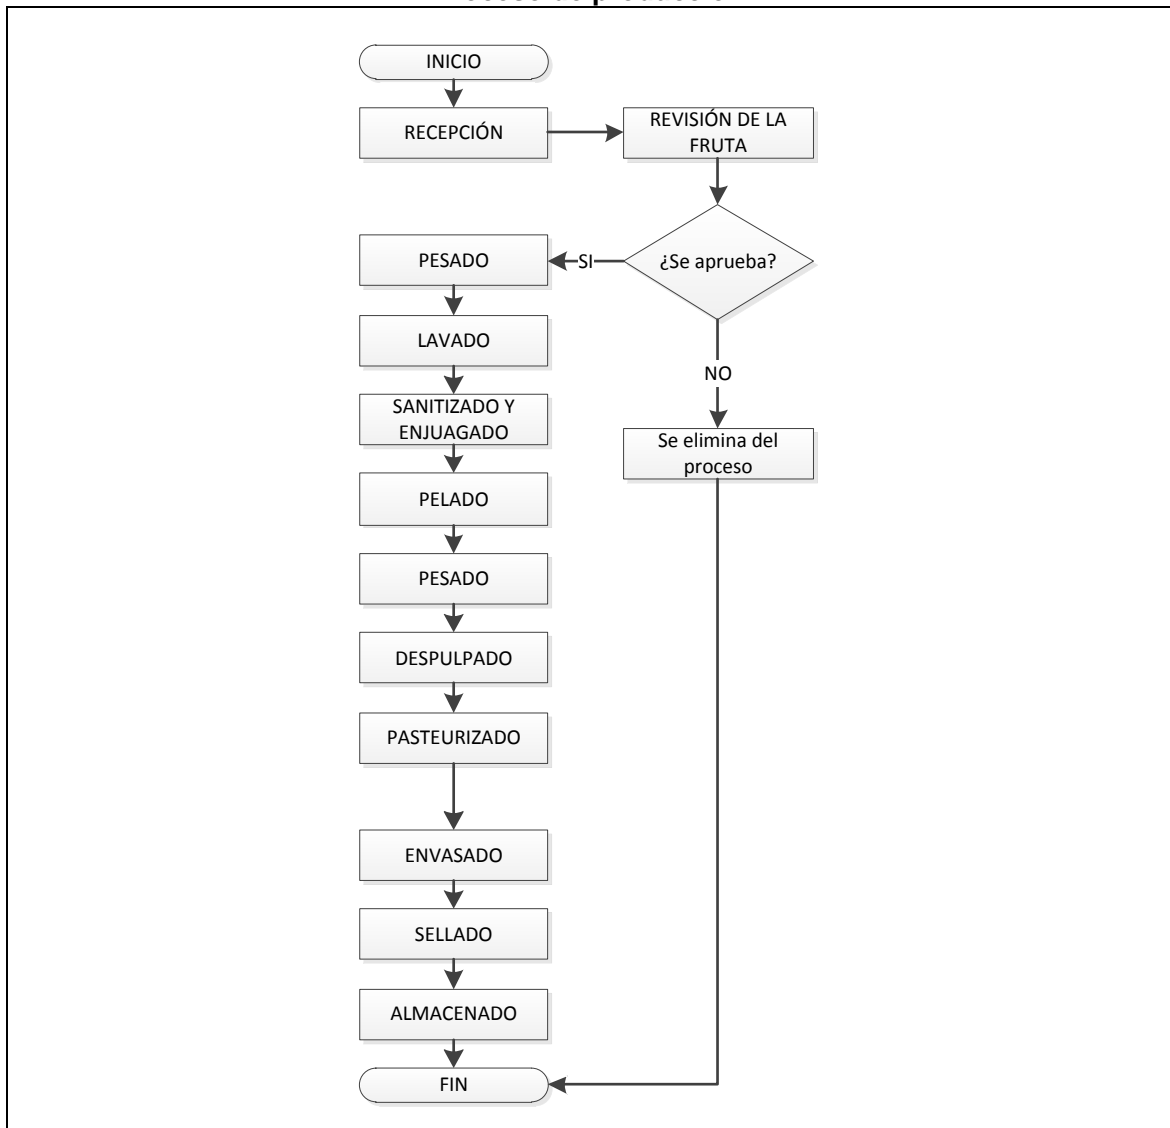 INICIO
RECEPCIÓN
REVISIÓN DE LA
FRUTA
¿Se aprueba?
SI
PESADO
LAVADO
NO
SANITIZADO Y
ENJUAGADO
Se elimina del
proceso
PELADO
PESADO
DESPULPADO
PASTEURIZADO
ENVASADO
SELLADO
ALMACENADO
FIN